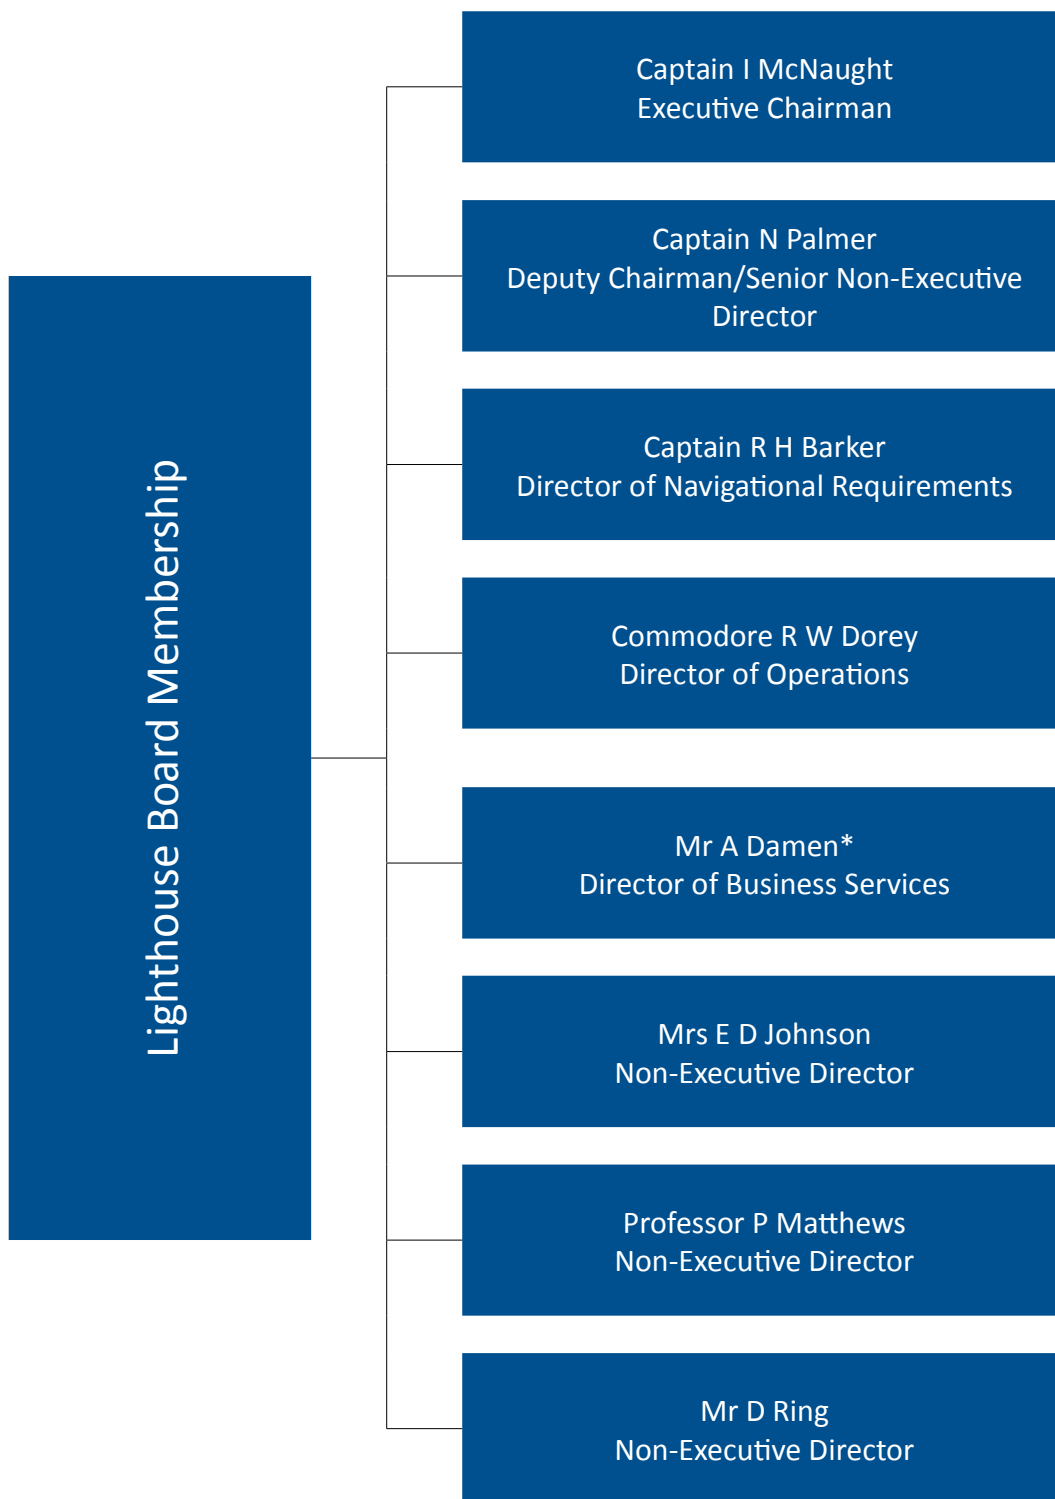 Lighthouse Board Membership
Captain I McNaught
Executive Chairman
Captain N Palmer
Deputy Chairman/Senior Non-Executive
Director
Captain R H Barker
Director of Navigational Requirements
Commodore R W Dorey
Director of Operations
Mr A Damen*
Director of Business Services
Mrs E D Johnson
Non-Executive Director
Professor P Matthews
Non-Executive Director
Mr D Ring
Non-Executive Director